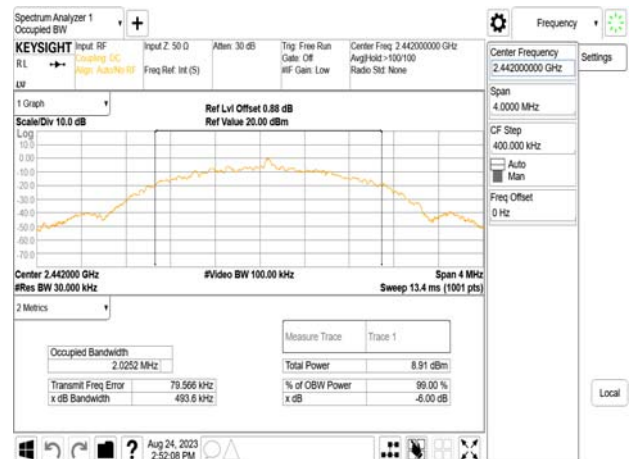 Spectrum Analyzer 1
Occupied BW
Frequency
KEYSIGHT Input: RF
RL
Coupling: DC
Align: Auto/No RF
LW
Input Z: 50 Ω
Freq Ref: Int (S)
Atten: 30 dB
Trig: Free Run
Gate: Off
#IF Gain: Low
Center Freq: 2.442000000 GHz
Avg|Hold:>100/100
Radio Std: None
Center Frequency
2.442000000 GHz
Settings
Span
4.0000 MHz
CF Step
400.000 kHz
Auto
Man
Freq Offset
0 Hz
Local
1 Graph
Ref Lvl Offset 0.88 dB
Scale/Div 10.0 dB
Ref Value 20.00 dBm
Log
10.0
0.00
-10.0
-20.0
-30.0
-40.0
-50.0
-60.0
-70.0
Center 2.442000 GHz
#Video BW 100.00 kHz
Span 4 MHz
#Res BW 30.000 kHz
Sweep 13.4 ms (1001 pts)
2 Metrics
Measure Trace
Trace 1
Occupied Bandwidth
2.0252 MHz
Total Power
8.91 dBm
Transmit Freq Error
79.566 kHz
% of OBW Power
99.00 %
x dB Bandwidth
493.6 kHz
x dB
-6.00 dB
Aug 24, 2023
2:52:08 PM